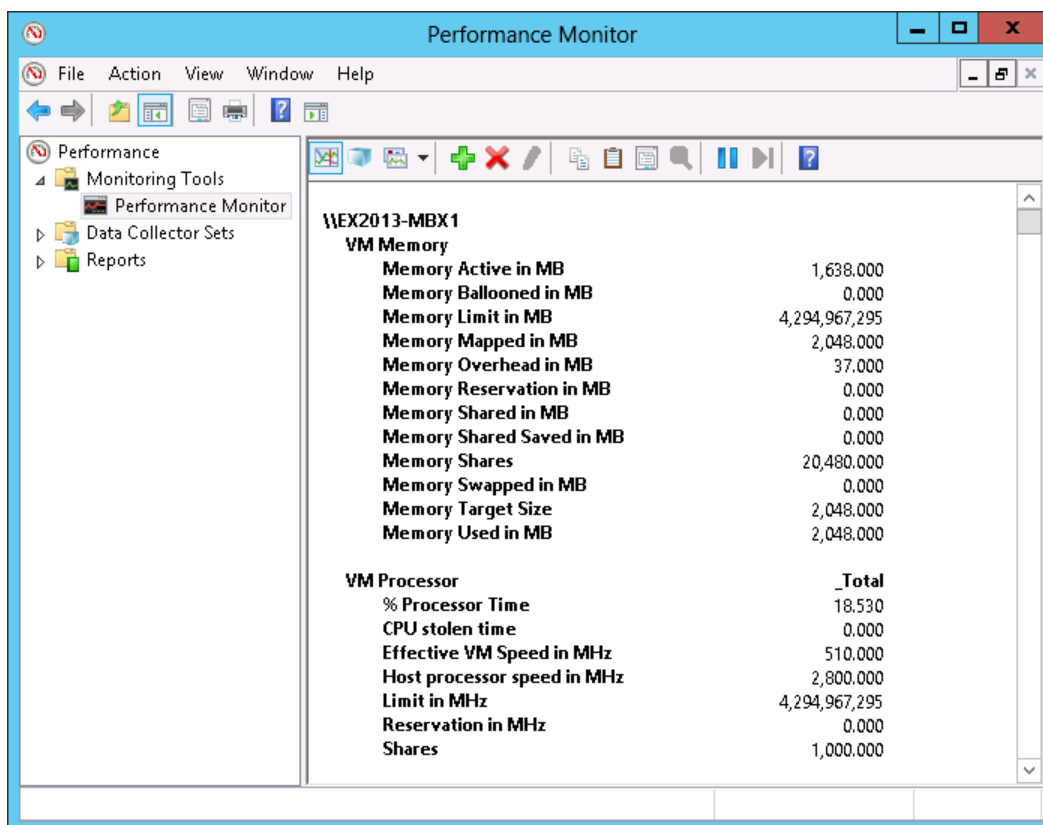 Performance Monitor
File Action View Window Help
Performance
Monitoring Tools
Performance Monitor
Data Collector Sets
Reports
\\EX2013-MBX1
VM Memory
Memory Active in MB 1,638.000
Memory Ballooned in MB 0.000
Memory Limit in MB 4,294,967,295
Memory Mapped in MB 2,048.000
Memory Overhead in MB 37.000
Memory Reservation in MB 0.000
Memory Shared in MB 0.000
Memory Shared Saved in MB 0.000
Memory Shares 20,480.000
Memory Swapped in MB 0.000
Memory Target Size 2,048.000
Memory Used in MB 2,048.000
VM Processor _Total
% Processor Time 18.530
CPU stolen time 0.000
Effective VM Speed in MHz 510.000
Host processor speed in MHz 2,800.000
Limit in MHz 4,294,967,295
Reservation in MHz 0.000
Shares 1,000.000